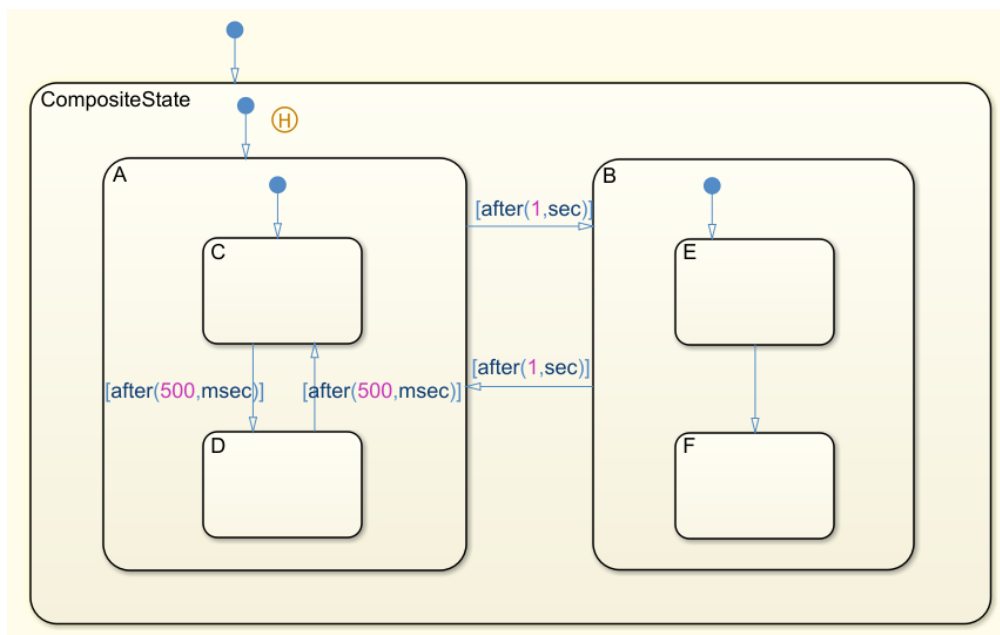 CompositeState
H
A
B
[after(1,sec)]
C
E
[after(1,sec)]
[after(500,msec)]
[after(500,msec)]
D
F